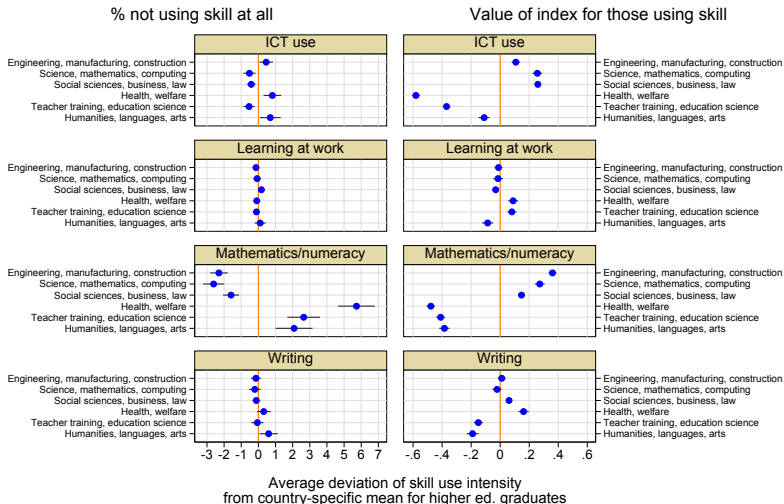 % not using skill at all
Value of index for those using skill
ICT use
Engineering, manufacturing, construction
Science, mathematics, computing
Social sciences, business, law
Health, welfare
Teacher training, education science
Humanities, languages, arts
ICT use
Engineering, manufacturing, construction
Science, mathematics, computing
Social sciences, business, law
Health, welfare
Teacher training, education science
Humanities, languages, arts
Learning at work
Engineering, manufacturing, construction
Science, mathematics, computing
Social sciences, business, law
Health, welfare
Teacher training, education science
Humanities, languages, arts
Learning at work
Engineering, manufacturing, construction
Science, mathematics, computing
Social sciences, business, law
Health, welfare
Teacher training, education science
Humanities, languages, arts
Mathematics/numeracy
Engineering, manufacturing, construction
Science, mathematics, computing
Social sciences, business, law
Health, welfare
Teacher training, education science
Humanities, languages, arts
Mathematics/numeracy
Engineering, manufacturing, construction
Science, mathematics, computing
Social sciences, business, law
Health, welfare
Teacher training, education science
Humanities, languages, arts
Writing
Engineering, manufacturing, construction
Science, mathematics, computing
Social sciences, business, law
Health, welfare
Teacher training, education science
Humanities, languages, arts
-3 -2 -1 0 1 2 3 4 5 6 7
Writing
Engineering, manufacturing, construction
Science, mathematics, computing
Social sciences, business, law
Health, welfare
Teacher training, education science
Humanities, languages, arts
-.6 -.4 -.2 0 .2 .4 .6
Average deviation of skill use intensity
from country-specific mean for higher ed. graduates